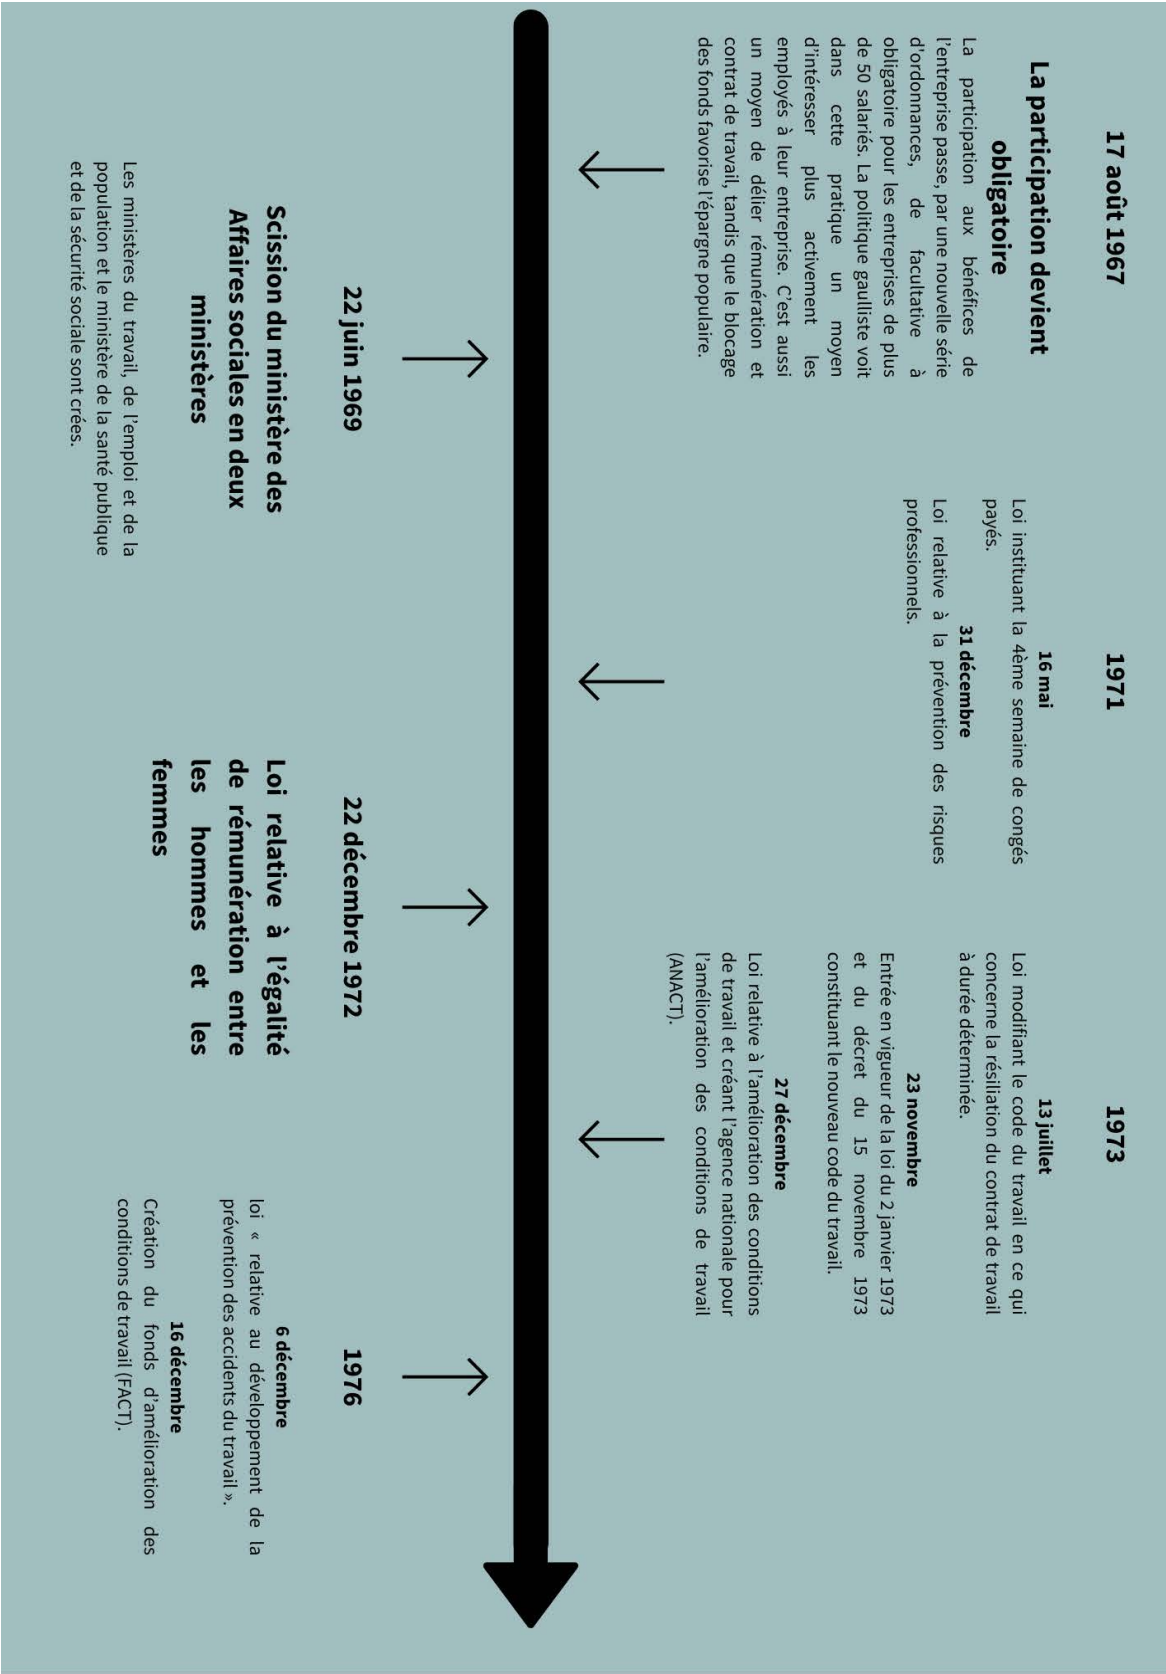 17 août 1967
La participation devient
obligatoire
La participation aux bénéfices de
l'entreprise passe, par une nouvelle série
d'ordonnances, de facultative à
obligatoire pour les entreprises de plus
de 50 salariés. La politique gaulliste voit
dans cette pratique un moyen
d'intéresser plus activement les
employés à leur entreprise. C'est aussi
un moyen de délier rémunération et
contrat de travail, tandis que le blocage
des fonds favorise l'épargne populaire.
22 juin 1969
Scission du ministère des
Affaires sociales en deux
ministères
Les ministères du travail, de l'emploi et de la
population et le ministère de la santé publique
et de la sécurité sociale sont crées.
1971
16 mai
Loi instituant la 4ème semaine de congés
payés.
31 décembre
Loi relative à la prévention des risques
professionnels.
22 décembre 1972
Loi relative à l'égalité
de rémunération entre
les hommes et les
femmes
1973
13 juillet
Loi modifiant le code du travail en ce qui
concerne la résiliation du contrat de travail
à durée déterminée.
23 novembre
Entrée en vigueur de la loi du 2 janvier 1973
et du décret du 15 novembre 1973
constituant le nouveau code du travail.
27 décembre
Loi relative à l'amélioration des conditions
de travail et créant l'agence nationale pour
l'amélioration des conditions de travail
(ANACT).
1976
6 décembre
loi « relative au développement de la
prévention des accidents du travail ».
16 décembre
Création du fonds d'amélioration des
conditions de travail (FACT).